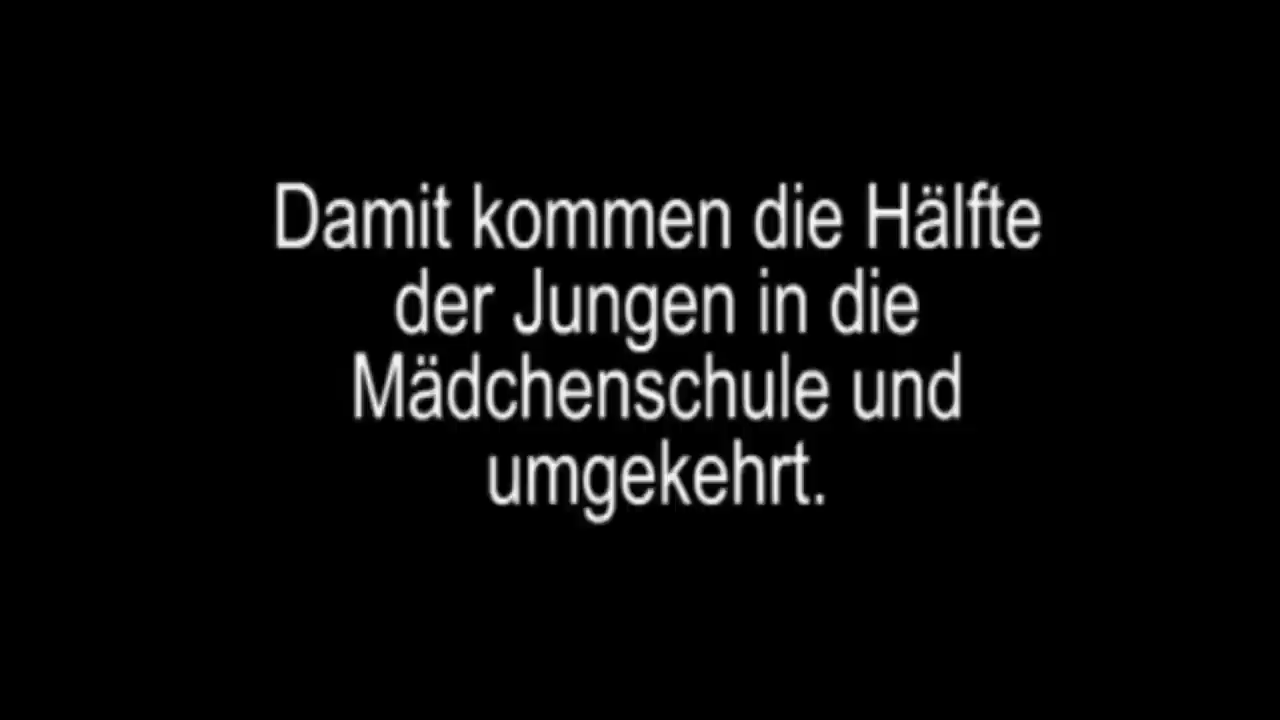 Damit kommen die Hälfte
der Jungen in die
Mädchenschule und
umgekehrt.